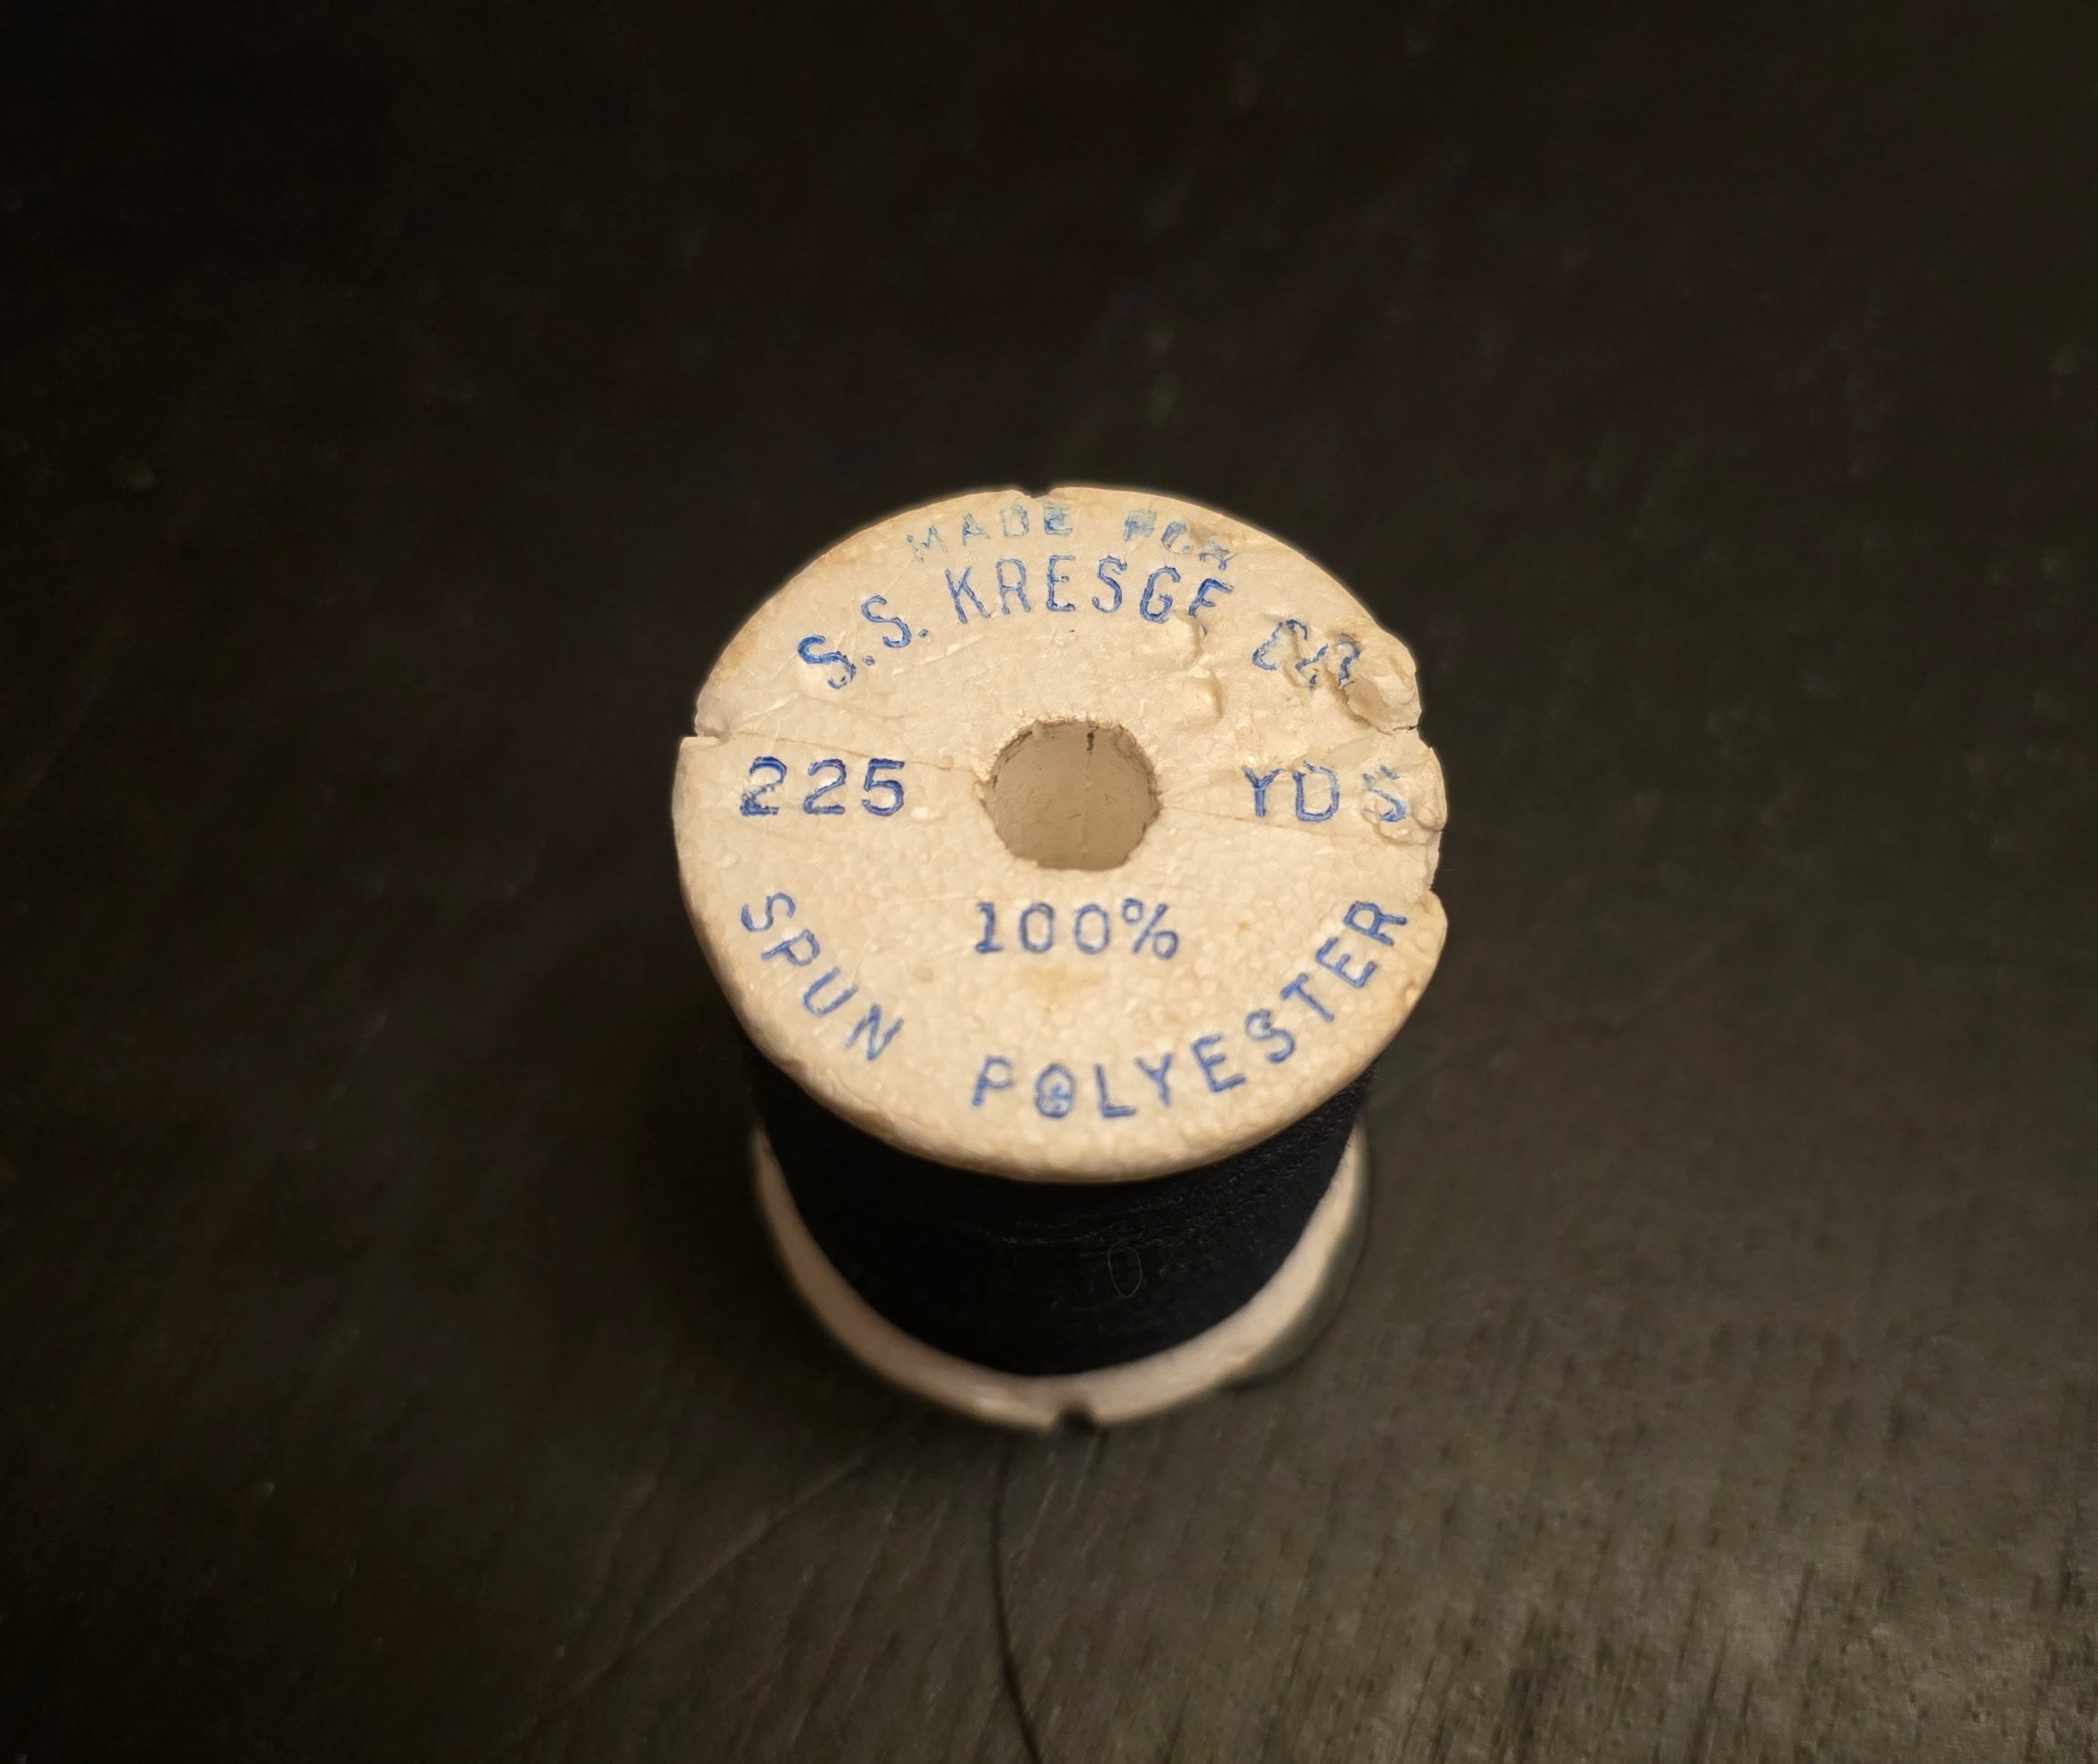 MADE FOR
S.S. KRESGE CO.
225 YDS
100%
SPUN POLYESTER